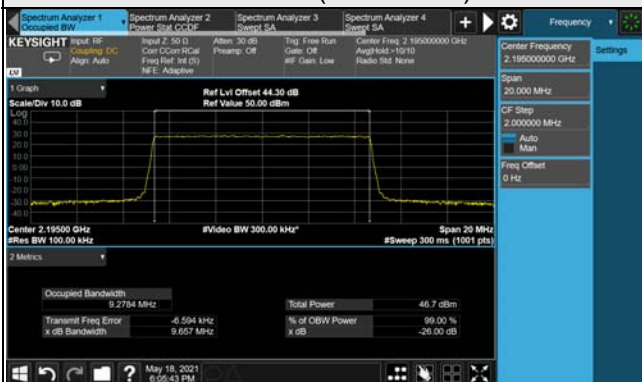 Spectrum Analyzer 1
Occupied BW
Spectrum Analyzer 2
Power Stat CCDF
Spectrum Analyzer 3
Swept SA
Spectrum Analyzer 4
Swept SA
Frequency
KEYSIGHT
Input: RF
Coupling: DC
Align: Auto
Input Z: 50 Ω
Corr CCorr RCal
Freq Ref: Int (S)
NFE: Adaptive
Atten: 30 dB
Preamp: Off
Trig: Free Run
Gate: Off
#IF Gain: Low
Center Freq: 2.195000000 GHz
Avg|Hold:>10/10
Radio Std: None
LXI
Center Frequency
2.195000000 GHz
Settings
Span
20.000 MHz
CF Step
2.000000 MHz
Auto
Man
Freq Offset
0 Hz
1 Graph
Scale/Div 10.0 dB
Ref Lvl Offset 44.30 dB
Ref Value 50.00 dBm
Log
40.0
30.0
20.0
10.0
0.00
-10.0
-20.0
-30.0
-40.0
Center 2.19500 GHz
#Res BW 100.00 kHz
#Video BW 300.00 kHz*
Span 20 MHz
#Sweep 300 ms (1001 pts)
2 Metrics
Occupied Bandwidth
9.2784 MHz
Total Power
46.7 dBm
Transmit Freq Error
-6.594 kHz
% of OBW Power
99.00 %
x dB Bandwidth
9.657 MHz
x dB
-26.00 dB
May 18, 2021
6:05:43 PM